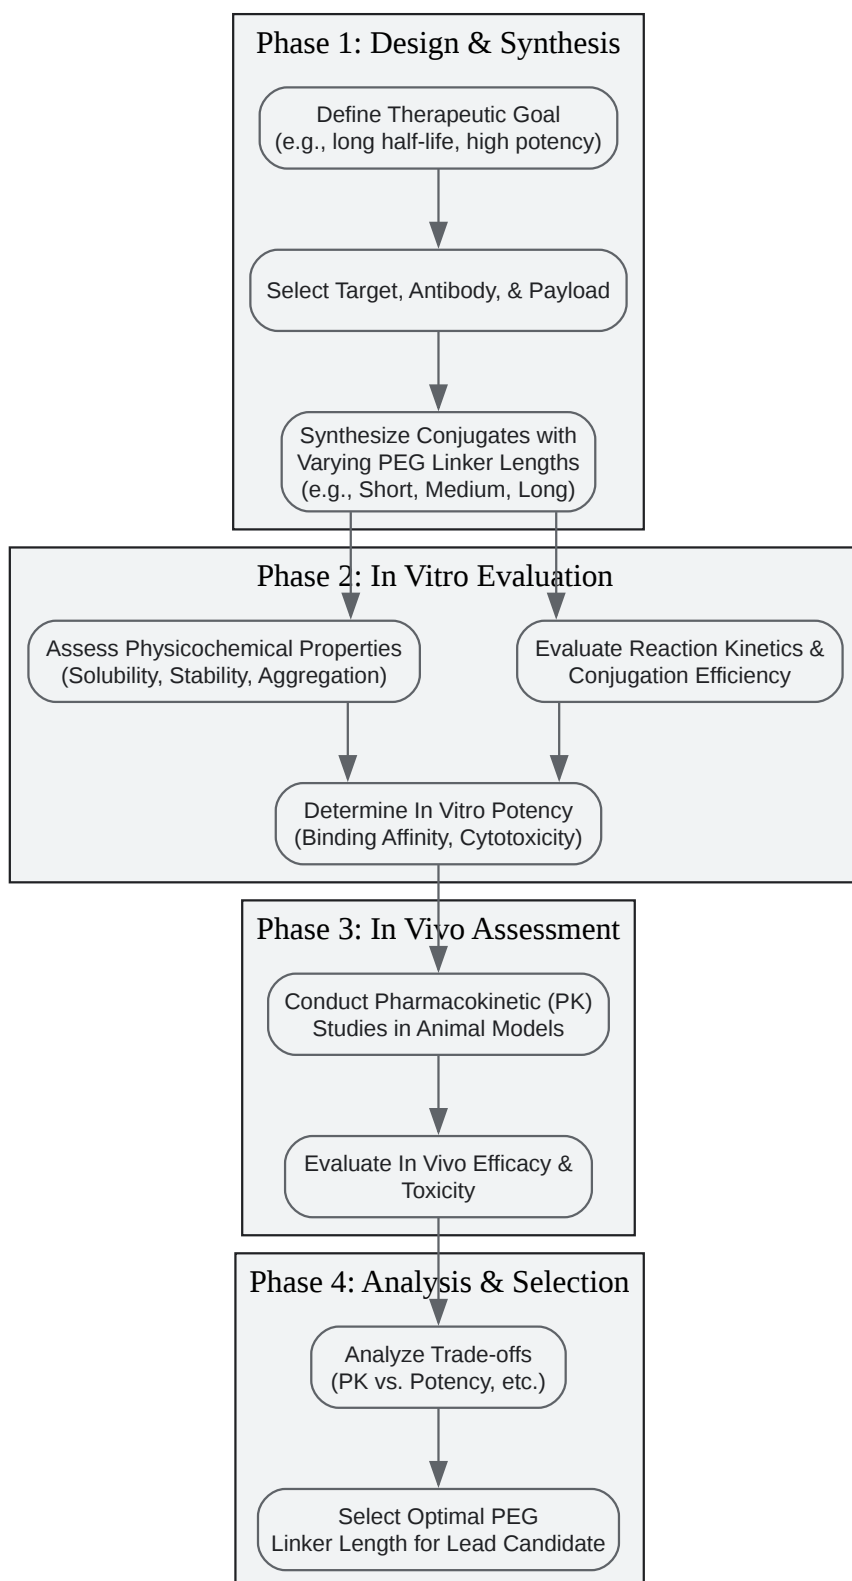 Phase 1: Design & Synthesis
Define Therapeutic Goal
(e.g., long half-life, high potency)
Select Target, Antibody, & Payload
Synthesize Conjugates with
Varying PEG Linker Lengths
(e.g., Short, Medium, Long)
Phase 2: In Vitro Evaluation
Assess Physicochemical Properties
(Solubility, Stability, Aggregation)
Evaluate Reaction Kinetics &
Conjugation Efficiency
Determine In Vitro Potency
(Binding Affinity, Cytotoxicity)
Phase 3: In Vivo Assessment
Conduct Pharmacokinetic (PK)
Studies in Animal Models
Evaluate In Vivo Efficacy &
Toxicity
Phase 4: Analysis & Selection
Analyze Trade-offs
(PK vs. Potency, etc.)
Select Optimal PEG
Linker Length for Lead Candidate